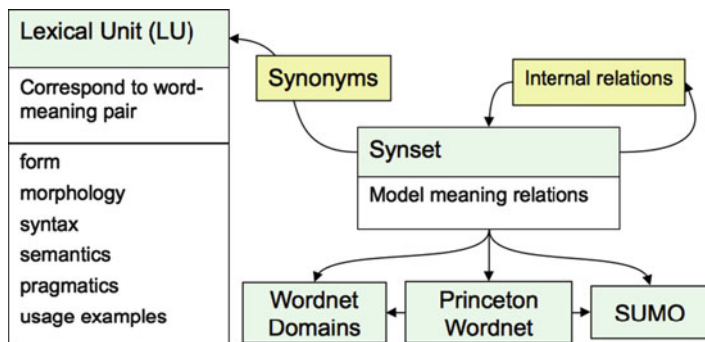 Lexical Unit (LU)
Correspond to word-
meaning pair
form
morphology
syntax
semantics
pragmatics
usage examples
Synonyms
Internal relations
Synset
Model meaning relations
Wordnet
Domains
Princeton
Wordnet
SUMO